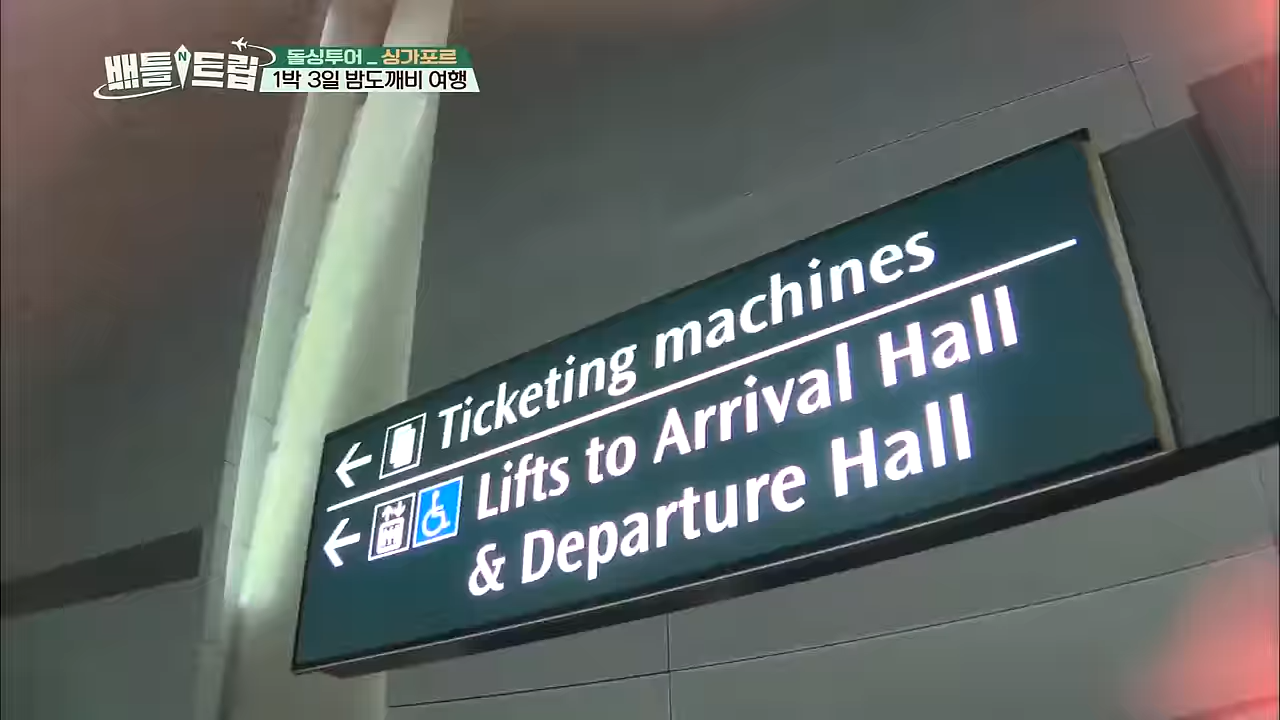 배틀트립
돌싱투어 _ 싱가포르
1박 3일 밤도깨비 여행
Ticketing machines
Lifts to Arrival Hall
& Departure Hall